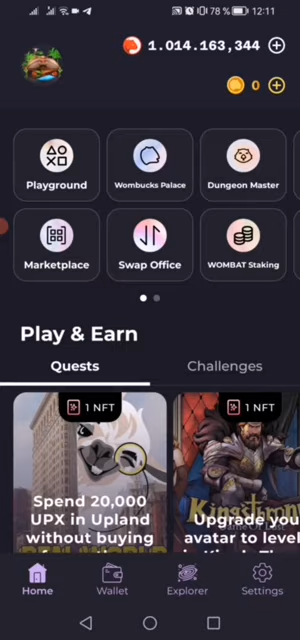 78 % 12:11
1.014.163,344
0
Playground
Wombucks Palace
Dungeon Master
Marketplace
Swap Office
WOMBAT Staking
Play & Earn
Quests
Challenges
1 NFT
1 NFT
Spend 20,000
UPX in Upland
without buying
Upgrade you
avatar to level
Home
Wallet
Explorer
Settings